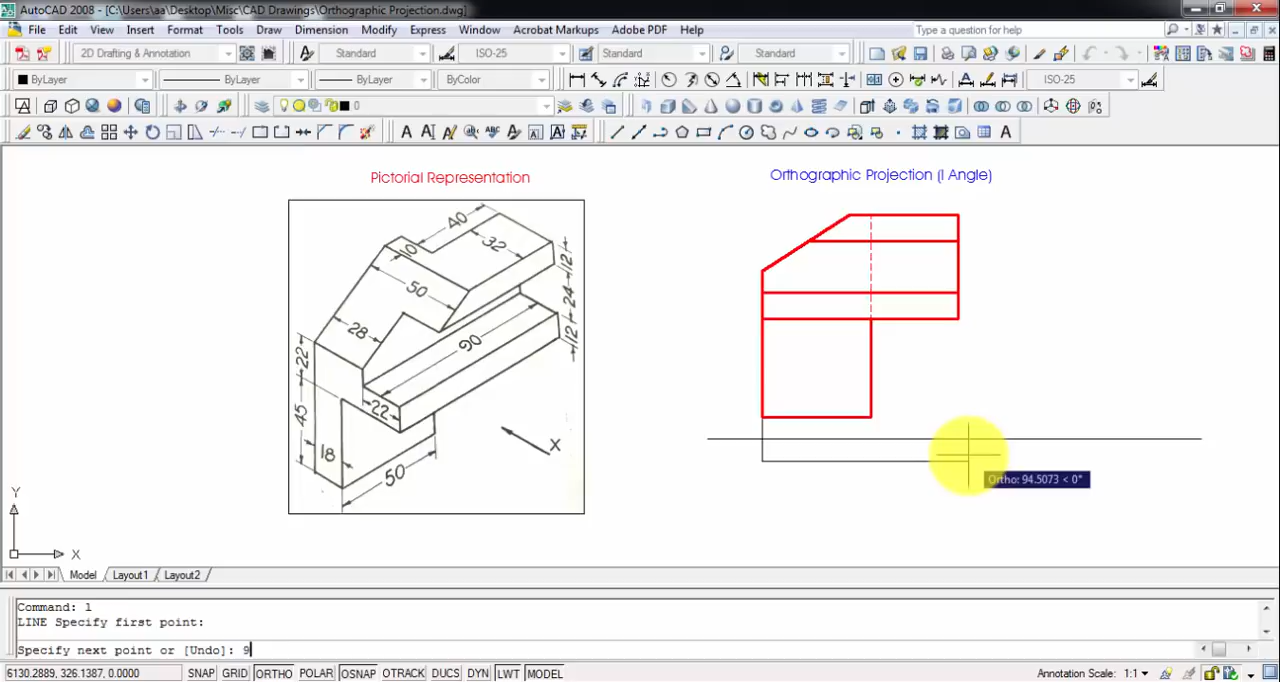 AutoCAD 2008 - [C:\Users\aa\Desktop\Misc\CAD Drawings\Orthographic Projection.dwg]
File Edit View Insert Format Tools Draw Dimension Modify Express Window Acrobat Markups Adobe PDF Help
Type a question for help
2D Drafting & Annotation Standard ISO-25 Standard Standard
ByLayer ByLayer ByLayer ByColor ISO-25
0
Pictorial Representation
Orthographic Projection (I Angle)
40
10
32
12
50
24
28
90
12
22
22
45
18
50
X
Ortho: 94.5073 < 0°
Y
X
Model Layout1 Layout2
Command: l
LINE Specify first point:
Specify next point or [Undo]: 9
6130.2889, 326.1387, 0.0000 SNAP GRID ORTHO POLAR OSNAP OTRACK DUCS DYN LWT MODEL Annotation Scale: 1:1